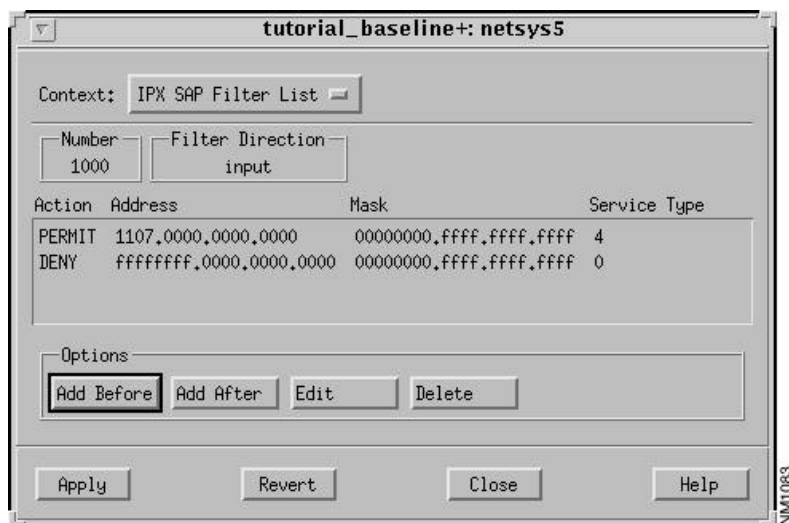 tutorial_baseline+: netsys5
Context: IPX SAP Filter List
Number Filter Direction
1000 input
Action Address Mask Service Type
PERMIT 1107.0000.0000.0000 00000000.ffff.ffff.ffff 4
DENY ffffffff.0000.0000.0000 00000000.ffff.ffff.ffff 0
Options
Add Before Add After Edit Delete
Apply Revert Close Help
NM1083